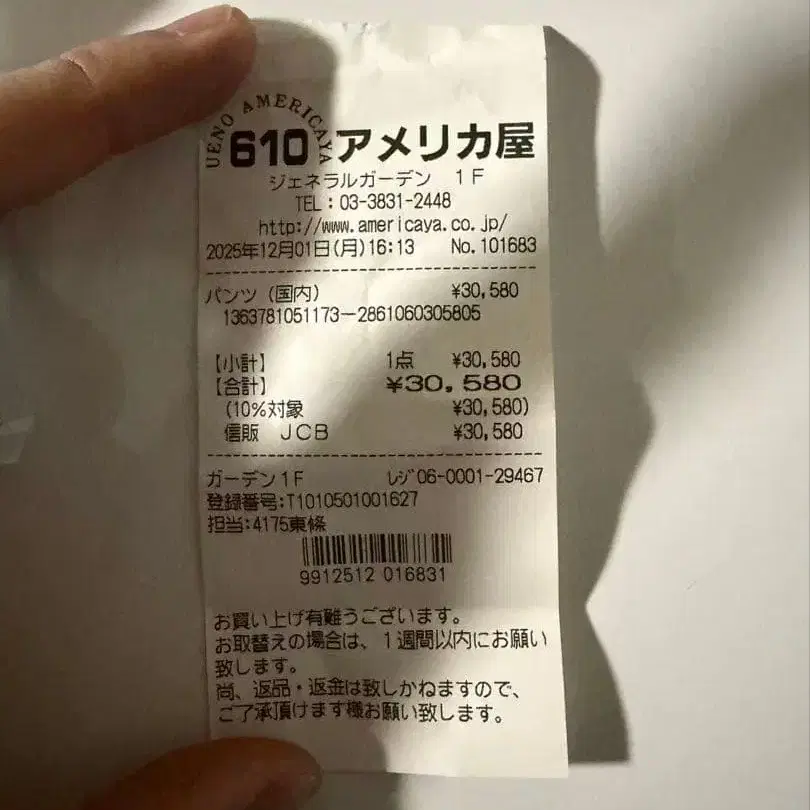 UENO AMERICAYA
610 アメリカ屋
ジェネラルガーデン 1F
TEL:03-3831-2448
http://www.americaya.co.jp/
2025年12月01日(月)16:13 No.101683
パンツ(国内) ¥30,580
1363781051173-2861060305805
【小計】 1点 ¥30,580
【合計】 ¥30,580
(10%対象 ¥30,580)
信販 JCB ¥30,580
ガーデン1F レジ06-0001-29467
登録番号:T1010501001627
担当:4175東條
9912512 016831
お買い上げ有難うございます。
お取替えの場合は、1週間以内にお願い
致します。
尚、返品・返金は致しかねますので、
ご了承頂けます様お願い致します。